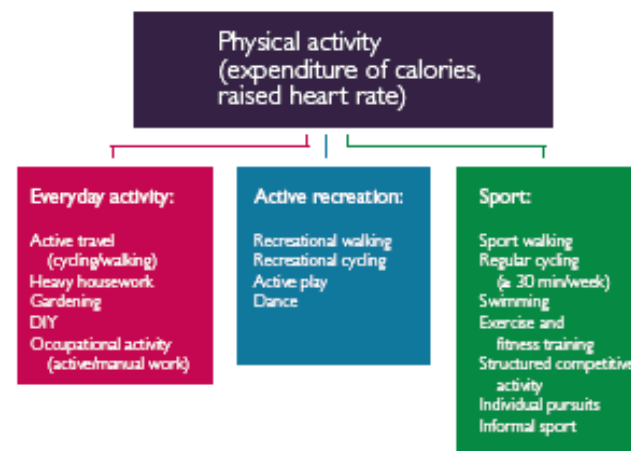 Physical activity
(expenditure of calories,
raised heart rate)
Everyday activity:
Active travel
(cycling/walking)
Heavy housework
Gardening
DIY
Occupational activity
(active/manual work)
Active recreation:
Recreational walking
Recreational cycling
Active play
Dance
Sport:
Sport walking
Regular cycling
(≥ 30 min/week)
Swimming
Exercise and
fitness training
Structured competitive
activity
Individual pursuits
Informal sport